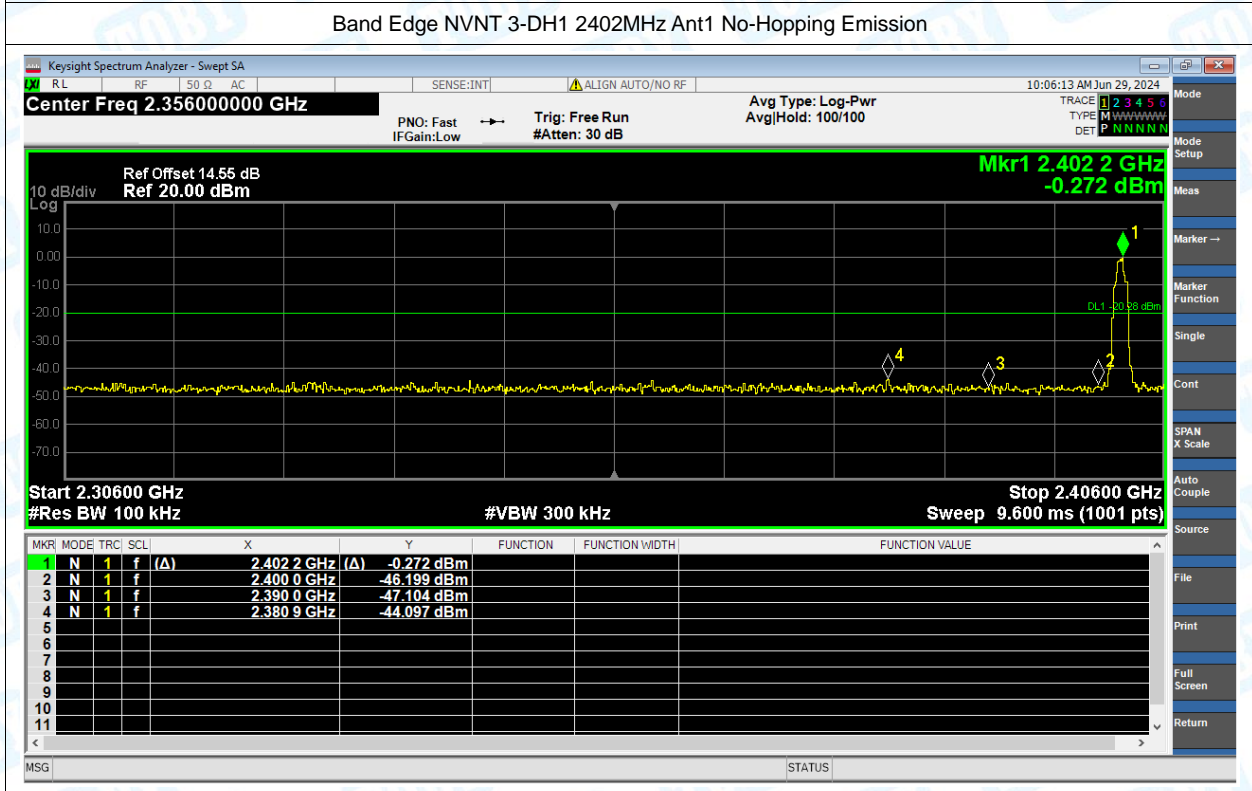 Band Edge NVNT 3-DH1 2402MHz Ant1 No-Hopping Emission
Keysight Spectrum Analyzer - Swept SA
LXI RL RF 50 Ω AC SENSE:INT ALIGN AUTO/NO RF 10:06:13 AM Jun 29, 2024
Center Freq 2.356000000 GHz
PNO: Fast
IFGain:Low
Trig: Free Run
#Atten: 30 dB
Avg Type: Log-Pwr
Avg|Hold: 100/100
TRACE 1 2 3 4 5 6
TYPE M W W W W W
DET P N N N N N
Mkr1 2.402 2 GHz
-0.272 dBm
Ref Offset 14.55 dB
10 dB/div Ref 20.00 dBm
Log
10.0
0.00
-10.0
-20.0
-30.0
-40.0
-50.0
-60.0
-70.0
1
DL1 -20.28 dBm
4
3
2
Start 2.30600 GHz
Stop 2.40600 GHz
#Res BW 100 kHz
#VBW 300 kHz
Sweep 9.600 ms (1001 pts)
MKR MODE TRC SCL X Y FUNCTION FUNCTION WIDTH FUNCTION VALUE
1 N 1 f (Δ) 2.402 2 GHz (Δ) -0.272 dBm
2 N 1 f 2.400 0 GHz -46.199 dBm
3 N 1 f 2.390 0 GHz -47.104 dBm
4 N 1 f 2.380 9 GHz -44.097 dBm
5
6
7
8
9
10
11
MSG STATUS
Mode
Mode
Setup
Meas
Marker →
Marker
Function
Single
Cont
SPAN
X Scale
Auto
Couple
Source
File
Print
Full
Screen
Return